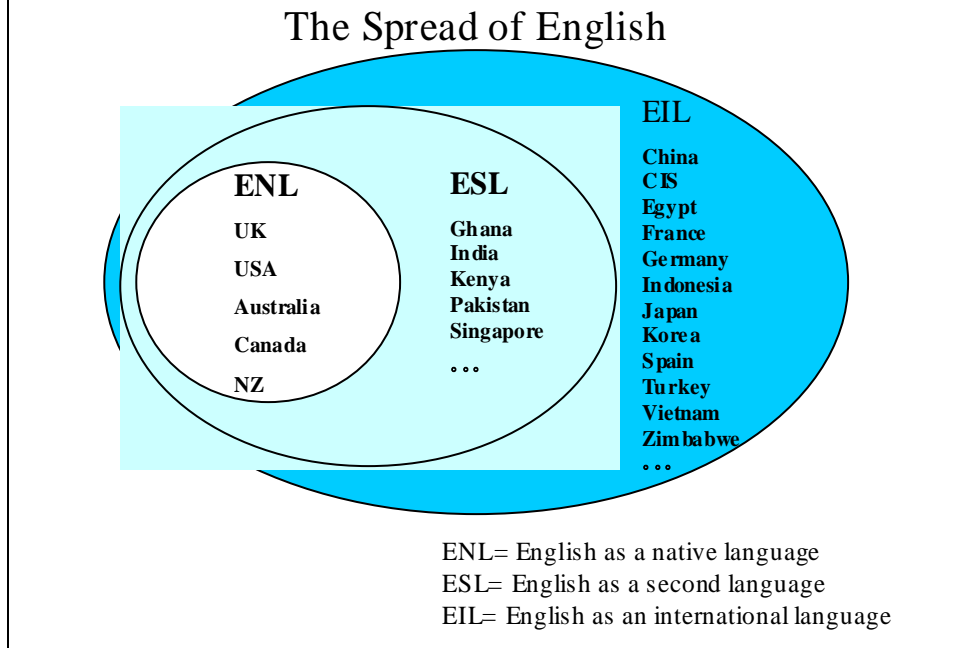 The Spread of English
ENL
UK
USA
Australia
Canada
NZ
ESL
Ghana
India
Kenya
Pakistan
Singapore
。。。
EIL
China
CIS
Egypt
France
Germany
Indonesia
Japan
Korea
Spain
Turkey
Vietnam
Zimbabwe
。。。
ENL= English as a native language
ESL= English as a second language
EIL= English as an international language